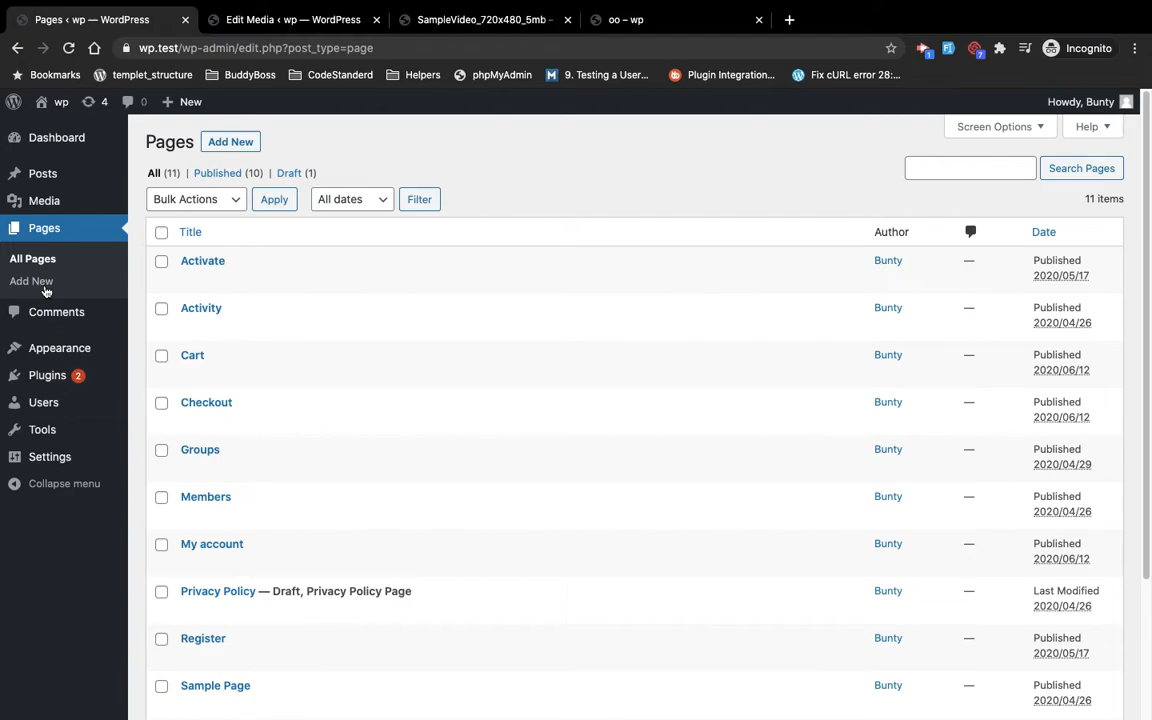 Pages ‹ wp — WordPress
Edit Media ‹ wp — WordPress
SampleVideo_720x480_5mb –
oo – wp
wp.test/wp-admin/edit.php?post_type=page
1
7
Incognito
Bookmarks
templet_structure
BuddyBoss
CodeStanderd
Helpers
phpMyAdmin
9. Testing a User...
Plugin Integration...
Fix cURL error 28:...
wp
4
0
New
Howdy, Bunty
Dashboard
Posts
Media
Pages
All Pages
Add New
Comments
Appearance
Plugins 2
Users
Tools
Settings
Collapse menu
Screen Options
Help
Pages
Add New
All (11) | Published (10) | Draft (1)
Search Pages
Bulk Actions
Apply
All dates
Filter
11 items
Title
Author
Date
Activate
Bunty
—
Published
2020/05/17
Activity
Bunty
—
Published
2020/04/26
Cart
Bunty
—
Published
2020/06/12
Checkout
Bunty
—
Published
2020/06/12
Groups
Bunty
—
Published
2020/04/29
Members
Bunty
—
Published
2020/04/26
My account
Bunty
—
Published
2020/06/12
Privacy Policy — Draft, Privacy Policy Page
Bunty
—
Last Modified
2020/04/26
Register
Bunty
—
Published
2020/05/17
Sample Page
Bunty
—
Published
2020/04/26